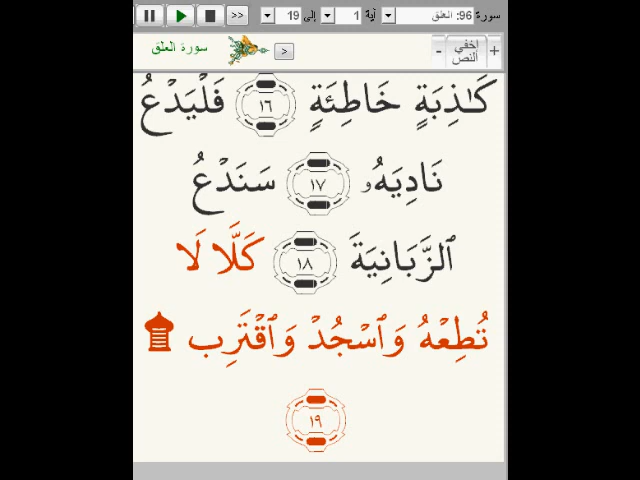 سورة 96: العلق آية 1 إلى 19 >>
سورة العلق > - إخفي النص +
كَـٰذِبَةٍ خَاطِئَةٍ ١٦ فَلْيَدْعُ
نَادِيَهُۥ ١٧ سَنَدْعُ
ٱلزَّبَانِيَةَ ١٨ كَلَّا لَا
تُطِعْهُ وَٱسْجُدْ وَٱقْتَرِب ۩
١٩